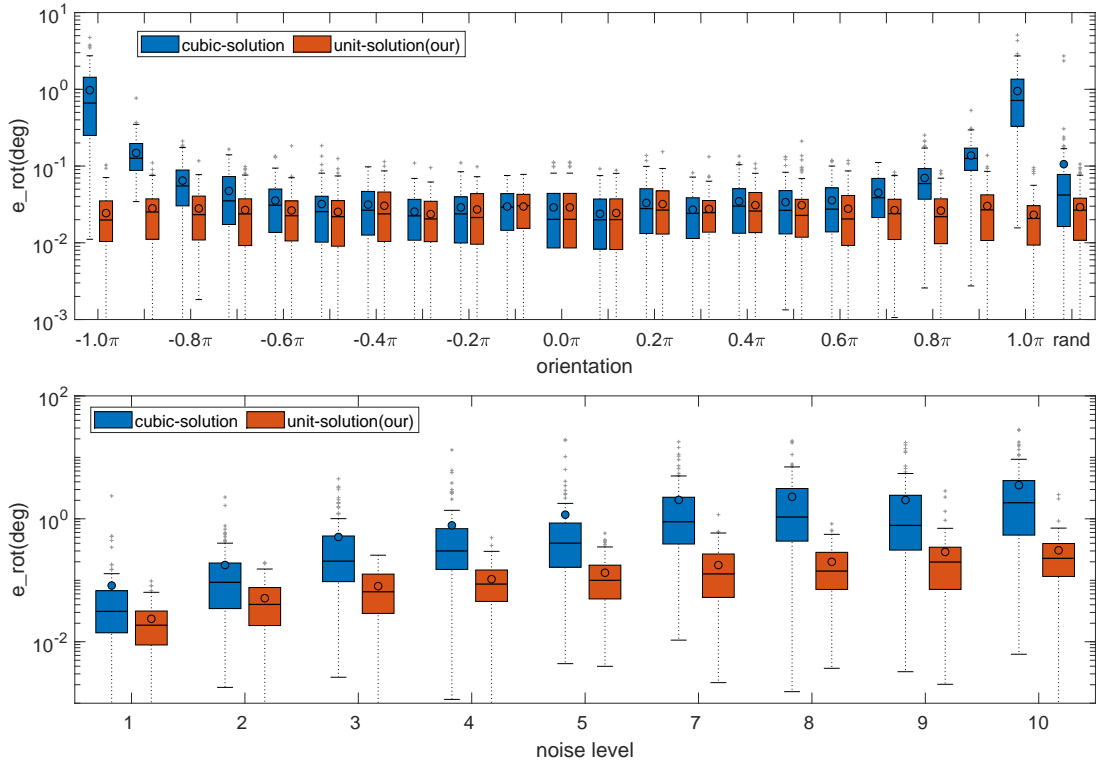 10^1
10^0
10^-1
10^-2
10^-3
e_rot(deg)
cubic-solution unit-solution(our)
-1.0π -0.8π -0.6π -0.4π -0.2π 0.0π 0.2π 0.4π 0.6π 0.8π 1.0π rand
orientation
10^2
10^0
10^-2
e_rot(deg)
cubic-solution unit-solution(our)
1 2 3 4 5 7 8 9 10
noise level